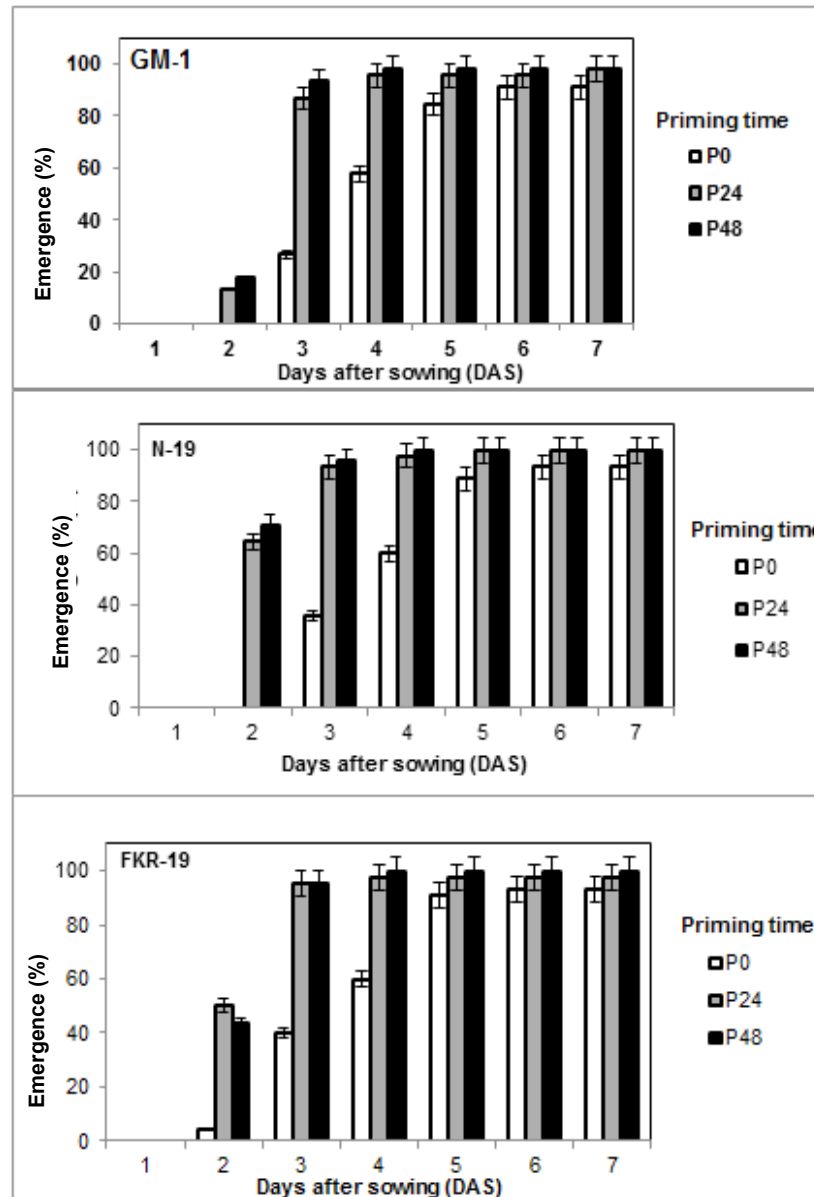 GM-1
Emergence (%)
100
80
60
40
20
0
1 2 3 4 5 6 7
Days after sowing (DAS)
Priming time
P0
P24
P48
N-19
Emergence (%)
100
80
60
40
20
0
1 2 3 4 5 6 7
Days after sowing (DAS)
Priming time
P0
P24
P48
FKR-19
Emergence (%)
100
80
60
40
20
0
1 2 3 4 5 6 7
Days after sowing (DAS)
Priming time
P0
P24
P48